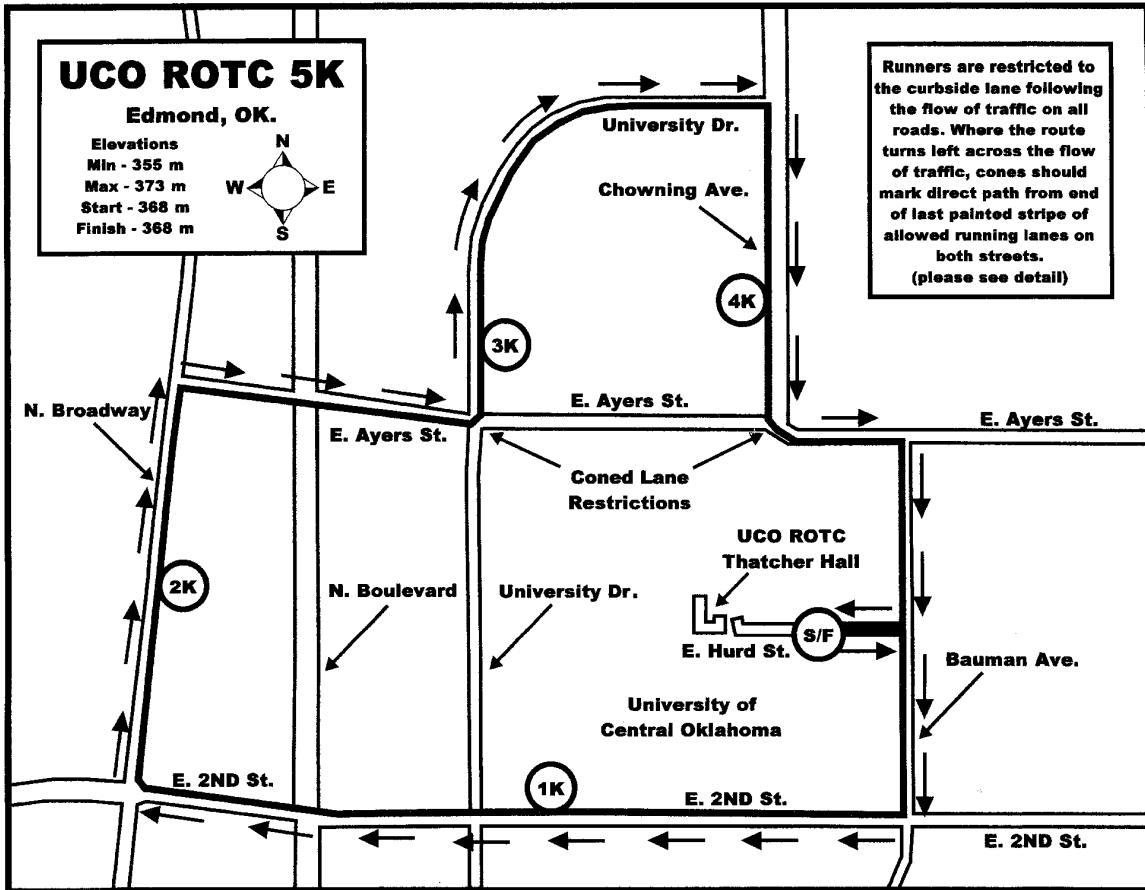 UCO ROTC 5K
Edmond, OK.
Elevations
Min - 355 m
Max - 373 m
Start - 368 m
Finish - 368 m
N
W
E
S
Runners are restricted to
the curbside lane following
the flow of traffic on all
roads. Where the route
turns left across the flow
of traffic, cones should
mark direct path from end
of last painted stripe of
allowed running lanes on
both streets.
(please see detail)
University Dr.
Chowning Ave.
4K
3K
N. Broadway
E. Ayers St.
E. Ayers St.
E. Ayers St.
Coned Lane
Restrictions
UCO ROTC
Thatcher Hall
2K
N. Boulevard
University Dr.
S/F
E. Hurd St.
Bauman Ave.
University of
Central Oklahoma
E. 2ND St.
1K
E. 2ND St.
E. 2ND St.